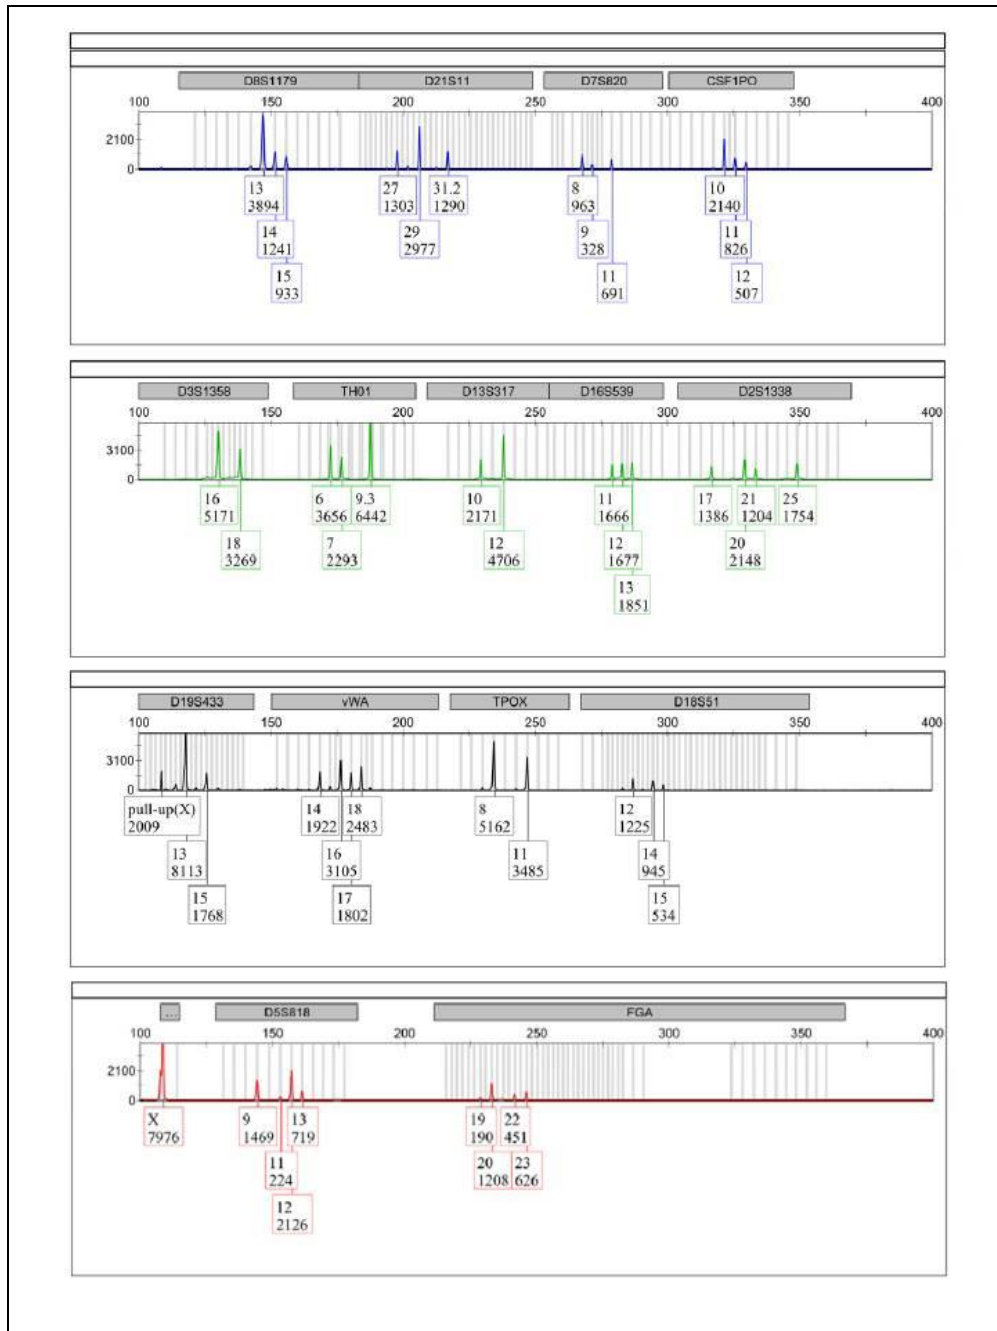 D8S1179 D21S11 D7S820 CSF1PO
100 150 200 250 300 350 400
2100
0
13 27 31.2 8 10
3894 1303 1290 963 2140
14 29 9 11
1241 2977 328 826
15 11 12
933 691 507
D3S1358 TH01 D13S317 D16S539 D2S1338
100 150 200 250 300 350 400
3100
0
16 6 9.3 10 11 17 21 25
5171 3656 6442 2171 1666 1386 1204 1754
18 7 12 12 20
3269 2293 4706 1677 2148
13
1851
D19S433 vWA TPOX D18S51
100 150 200 250 300 350 400
3100
0
pull-up(X) 14 18 8 12
2009 1922 2483 5162 1225
13 16 11 14
8113 3105 3485 945
15 17 15
1768 1802 534
... D5S818 FGA
100 150 200 250 300 350 400
2100
0
X 9 13 19 22
7976 1469 719 190 451
11 20 23
224 1208 626
12
2126